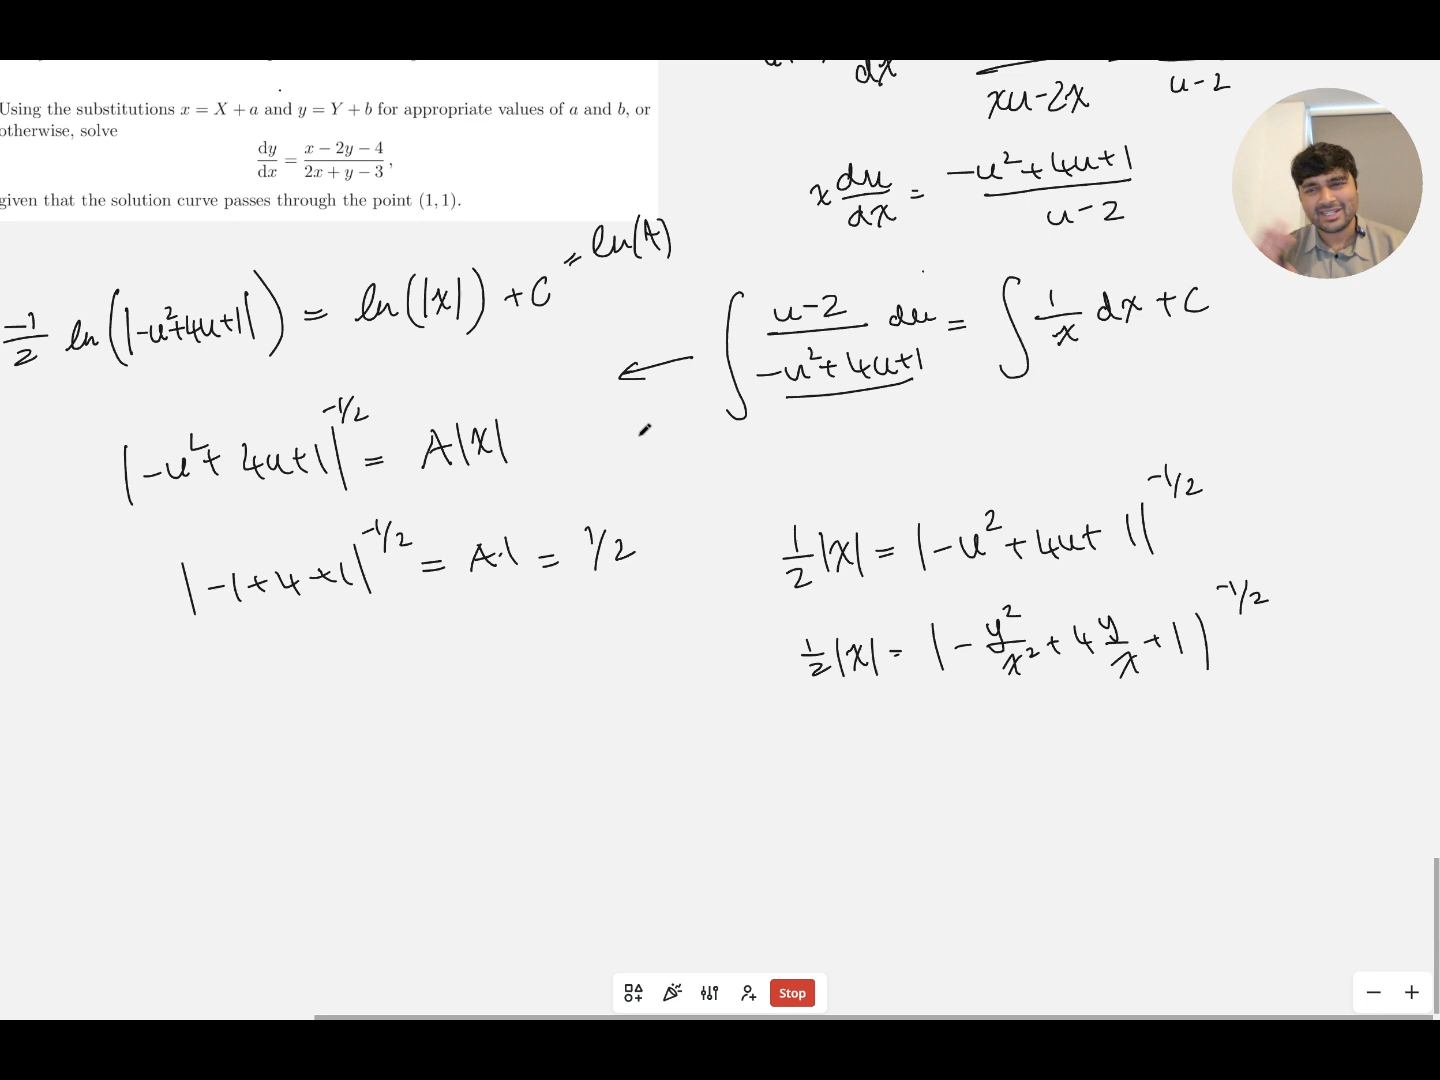 Using the substitutions x = X + a and y = Y + b for appropriate values of a and b, or
otherwise, solve
dy/dx = (x − 2y − 4)/(2x + y − 3),
given that the solution curve passes through the point (1, 1).
dx
xu-2x
u-2
x du/dx = (-u²+4u+1)/(u-2)
∫ (u-2)/(-u²+4u+1) du = ∫ 1/x dx + C
←
-1/2 ln(|-u²+4u+1|) = ln(|x|) + C = ln(A)
|-u²+4u+1|^-1/2 = A|x|
|-1+4+1|^-1/2 = A·1 = 1/2
1/2|x| = |-u²+4u+1|^-1/2
1/2|x| = |-y²/x²+4y/x+1|^-1/2
Stop